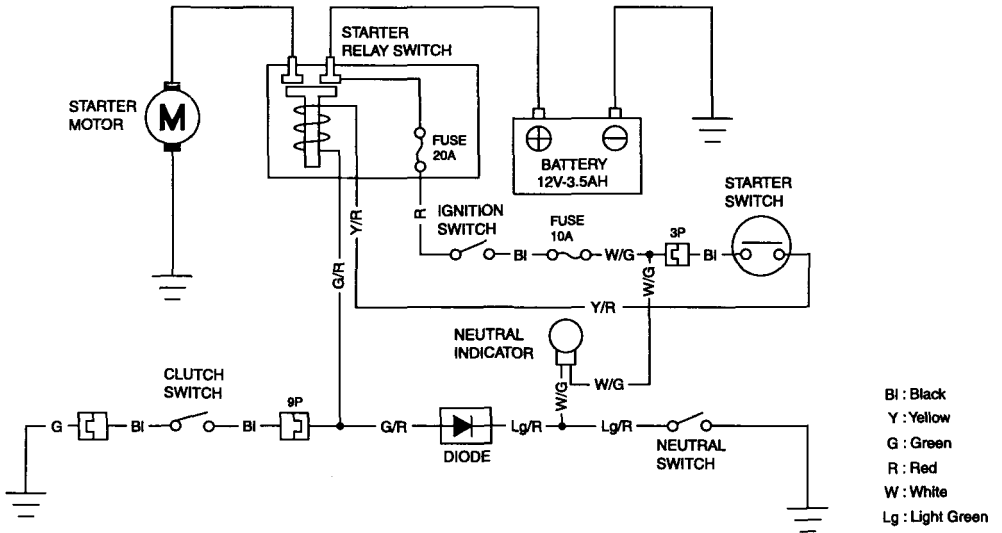 STARTER
RELAY SWITCH
STARTER
MOTOR
M
FUSE
20A
BATTERY
12V-3.5AH
STARTER
SWITCH
R
Y/R
G/R
IGNITION
SWITCH
FUSE
10A
3P
Bl
W/G
Bl
W/G
Y/R
NEUTRAL
INDICATOR
W/G
W/G
CLUTCH
SWITCH
9P
G
Bl
Bl
G/R
DIODE
Lg/R
Lg/R
NEUTRAL
SWITCH
Bl : Black
Y : Yellow
G : Green
R : Red
W : White
Lg : Light Green